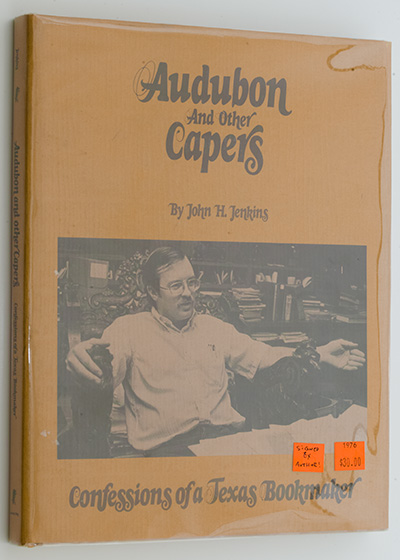 Audubon
And Other
Capers
By John H. Jenkins
SIGNED
BY
AUTHOR!
1976
$30.00
Confessions of a Texas Bookmaker
Audubon and other Capers
Confessions of a Texas Bookmaker